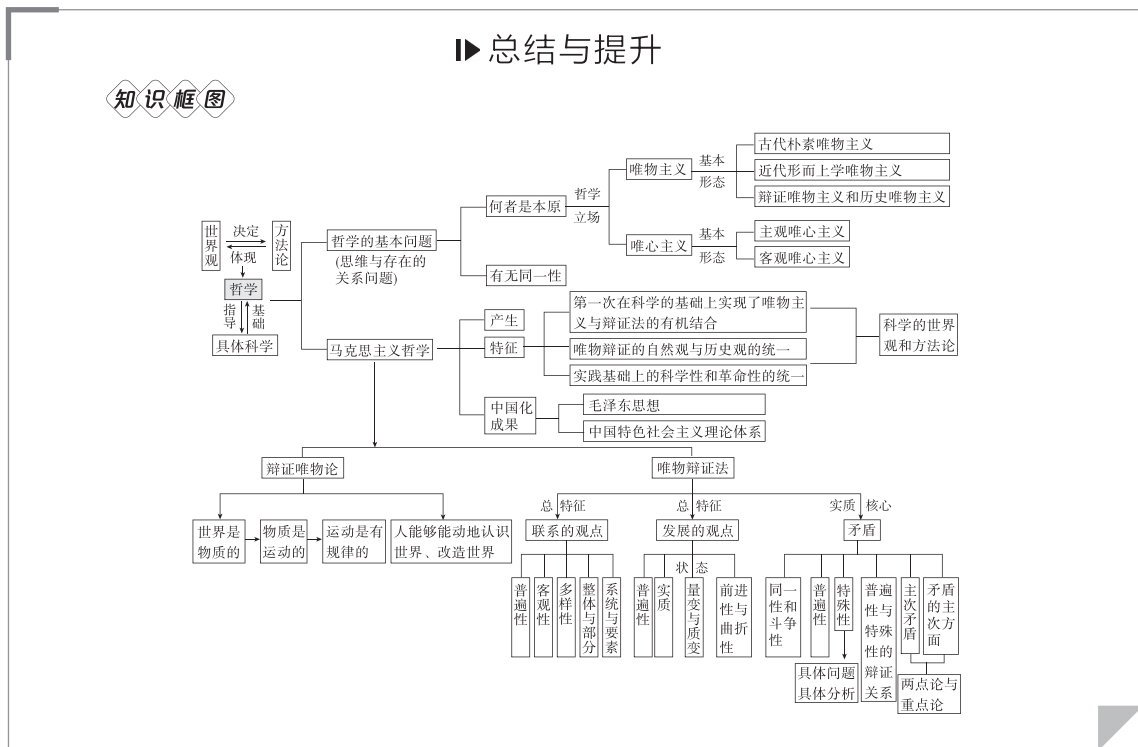 总结与提升
知识框图
世界观
决定
体现
方法论
哲学
指导
基础
具体科学
哲学的基本问题
(思维与存在的
关系问题)
何者是本原
哲学
立场
唯物主义
基本
形态
古代朴素唯物主义
近代形而上学唯物主义
辩证唯物主义和历史唯物主义
唯心主义
基本
形态
主观唯心主义
客观唯心主义
有无同一性
马克思主义哲学
产生
特征
第一次在科学的基础上实现了唯物主
义与辩证法的有机结合
唯物辩证的自然观与历史观的统一
实践基础上的科学性和革命性的统一
科学的世界
观和方法论
中国化
成果
毛泽东思想
中国特色社会主义理论体系
辩证唯物论
世界是
物质的
物质是
运动的
运动是有
规律的
人能够能动地认识
世界、改造世界
唯物辩证法
总 特征
联系的观点
普遍性
客观性
多样性
整体与部分
系统与要素
总 特征
发展的观点
状态
普遍性
实质
量变与质变
前进
性与
曲折
性
实质 核心
矛盾
同一
性和
斗争
性
普遍性
特殊性
具体问题
具体分析
普遍
性与
特殊
性的
辩证
关系
主次矛盾
矛盾
的主
次方
面
两点论与
重点论